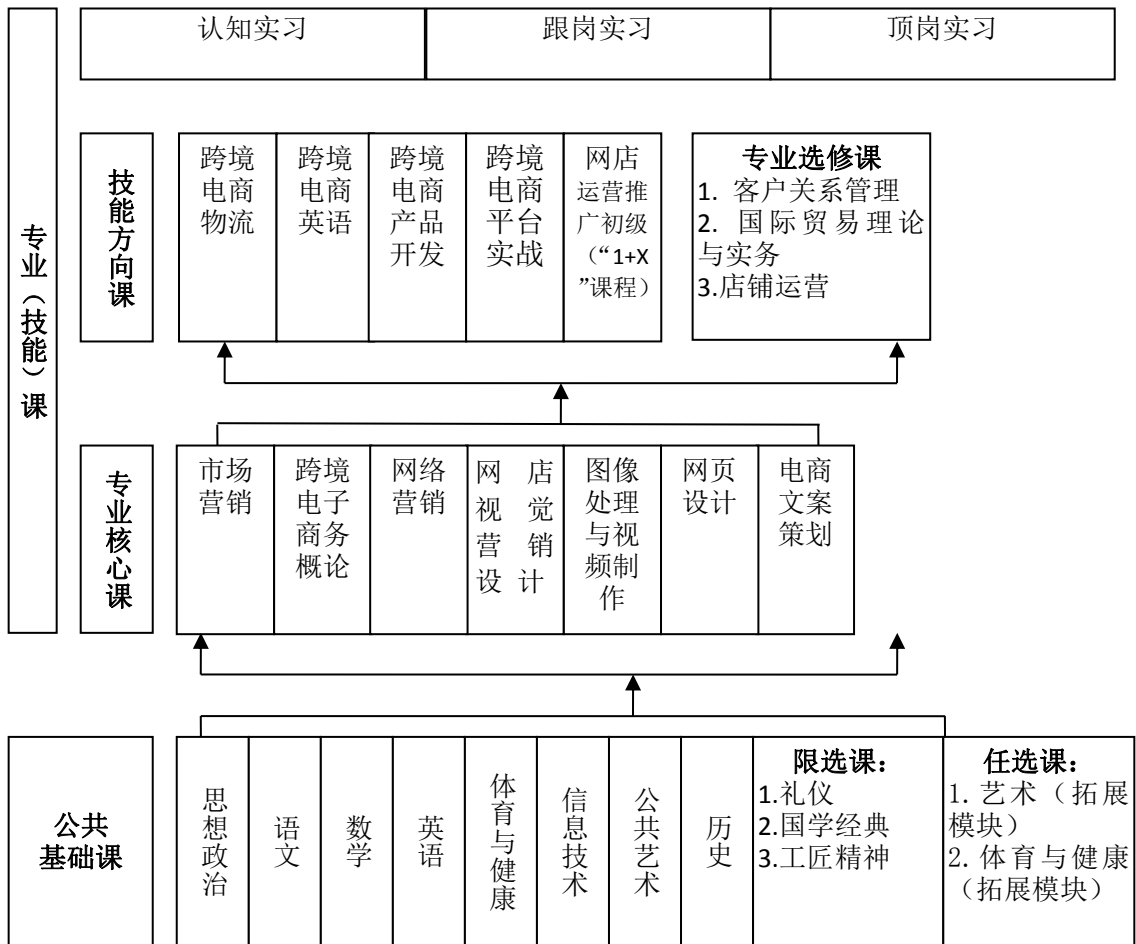 认知实习
跟岗实习
顶岗实习
专业（技能）课
技能方向课
跨境
电商
物流
跨境
电商
英语
跨境
电商
产品
开发
跨境
电商
平台
实战
网店
运营推
广初级
（“1+X
”课程）
专业选修课
1. 客户关系管理
2. 国际贸易理论
与实务
3.店铺运营
专业核心课
市场
营销
跨境
电子
商务
概论
网络
营销
网 店
视 觉
营 销
设 计
图像
处理
与视
频制
作
网页
设计
电商
文案
策划
公共
基础课
思想政治
语文
数学
英语
体育与健康
信息技术
公共艺术
历史
限选课：
1.礼仪
2.国学经典
3.工匠精神
任选课：
1. 艺术（拓展
模块）
2. 体育与健康
（拓展模块）